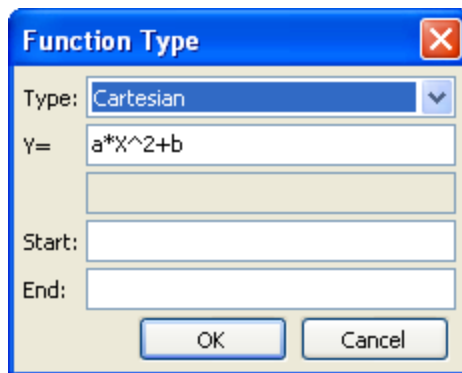 Function Type
Type: Cartesian
Y= a*X^2+b
Start:
End:
OK Cancel